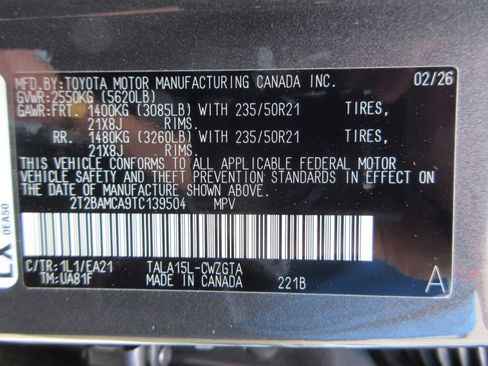 MFD.BY:TOYOTA MOTOR MANUFACTURING CANADA INC. 02/26
GVWR:2550KG (5620LB)
GAWR:FRT. 1400KG (3085LB) WITH 235/50R21 TIRES,
21X8J RIMS.
RR. 1480KG (3260LB) WITH 235/50R21 TIRES,
21X8J RIMS.
THIS VEHICLE CONFORMS TO ALL APPLICABLE FEDERAL MOTOR
VEHICLE SAFETY AND THEFT PREVENTION STANDARDS IN EFFECT ON
THE DATE OF MANUFACTURE SHOWN ABOVE.
2T2BAMCA9TC139504 MPV
C/TR:1L1/EA21 TALA15L-CWZGTA
TM:UA81F MADE IN CANADA 221B A
LX
0EA50